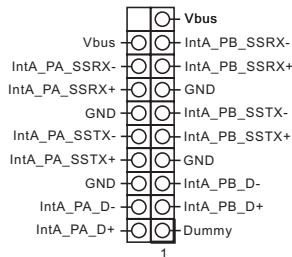 Vbus
Vbus IntA_PB_SSRX-
IntA_PA_SSRX- IntA_PB_SSRX+
IntA_PA_SSRX+ GND
GND IntA_PB_SSTX-
IntA_PA_SSTX- IntA_PB_SSTX+
IntA_PA_SSTX+ GND
GND IntA_PB_D-
IntA_PA_D- IntA_PB_D+
IntA_PA_D+ Dummy
1